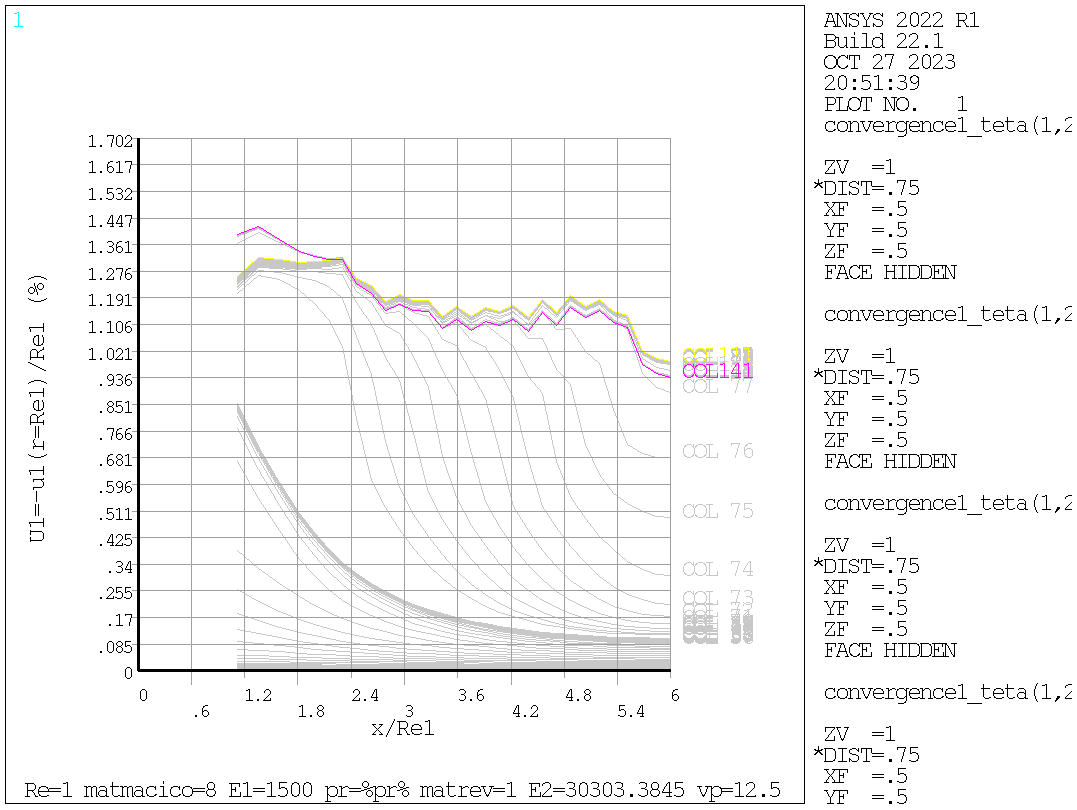 1
ANSYS 2022 R1
Build 22.1
OCT 27 2023
20:51:39
PLOT NO. 1
convergence1_teta(1,2
ZV =1
*DIST=.75
XF =.5
YF =.5
ZF =.5
FACE HIDDEN
convergence1_teta(1,2
ZV =1
*DIST=.75
XF =.5
YF =.5
ZF =.5
FACE HIDDEN
convergence1_teta(1,2
ZV =1
*DIST=.75
XF =.5
YF =.5
ZF =.5
FACE HIDDEN
convergence1_teta(1,2
ZV =1
*DIST=.75
XF =.5
YF =.5
U1=-u1(r=Re1)/Re1 (%)
1.702
1.617
1.532
1.447
1.361
1.276
1.191
1.106
1.021
.936
.851
.766
.681
.596
.511
.425
.34
.255
.17
.085
0
COL141
COL 77
COL 76
COL 75
COL 74
COL 73
0
.6
1.2
1.8
2.4
3
3.6
4.2
4.8
5.4
6
x/Re1
Re=1 matmacico=8 E1=1500 pr=%pr% matrev=1 E2=30303.3845 vp=12.5